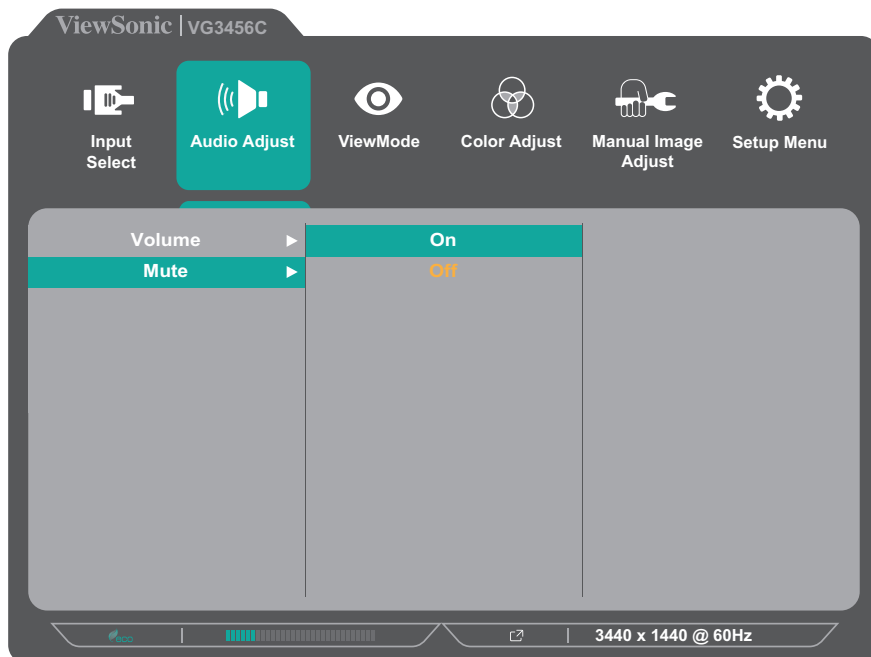 ViewSonic | VG3456C
Input Select
Audio Adjust
ViewMode
Color Adjust
Manual Image Adjust
Setup Menu
Volume
On
Mute
Off
eco
3440 x 1440 @ 60Hz